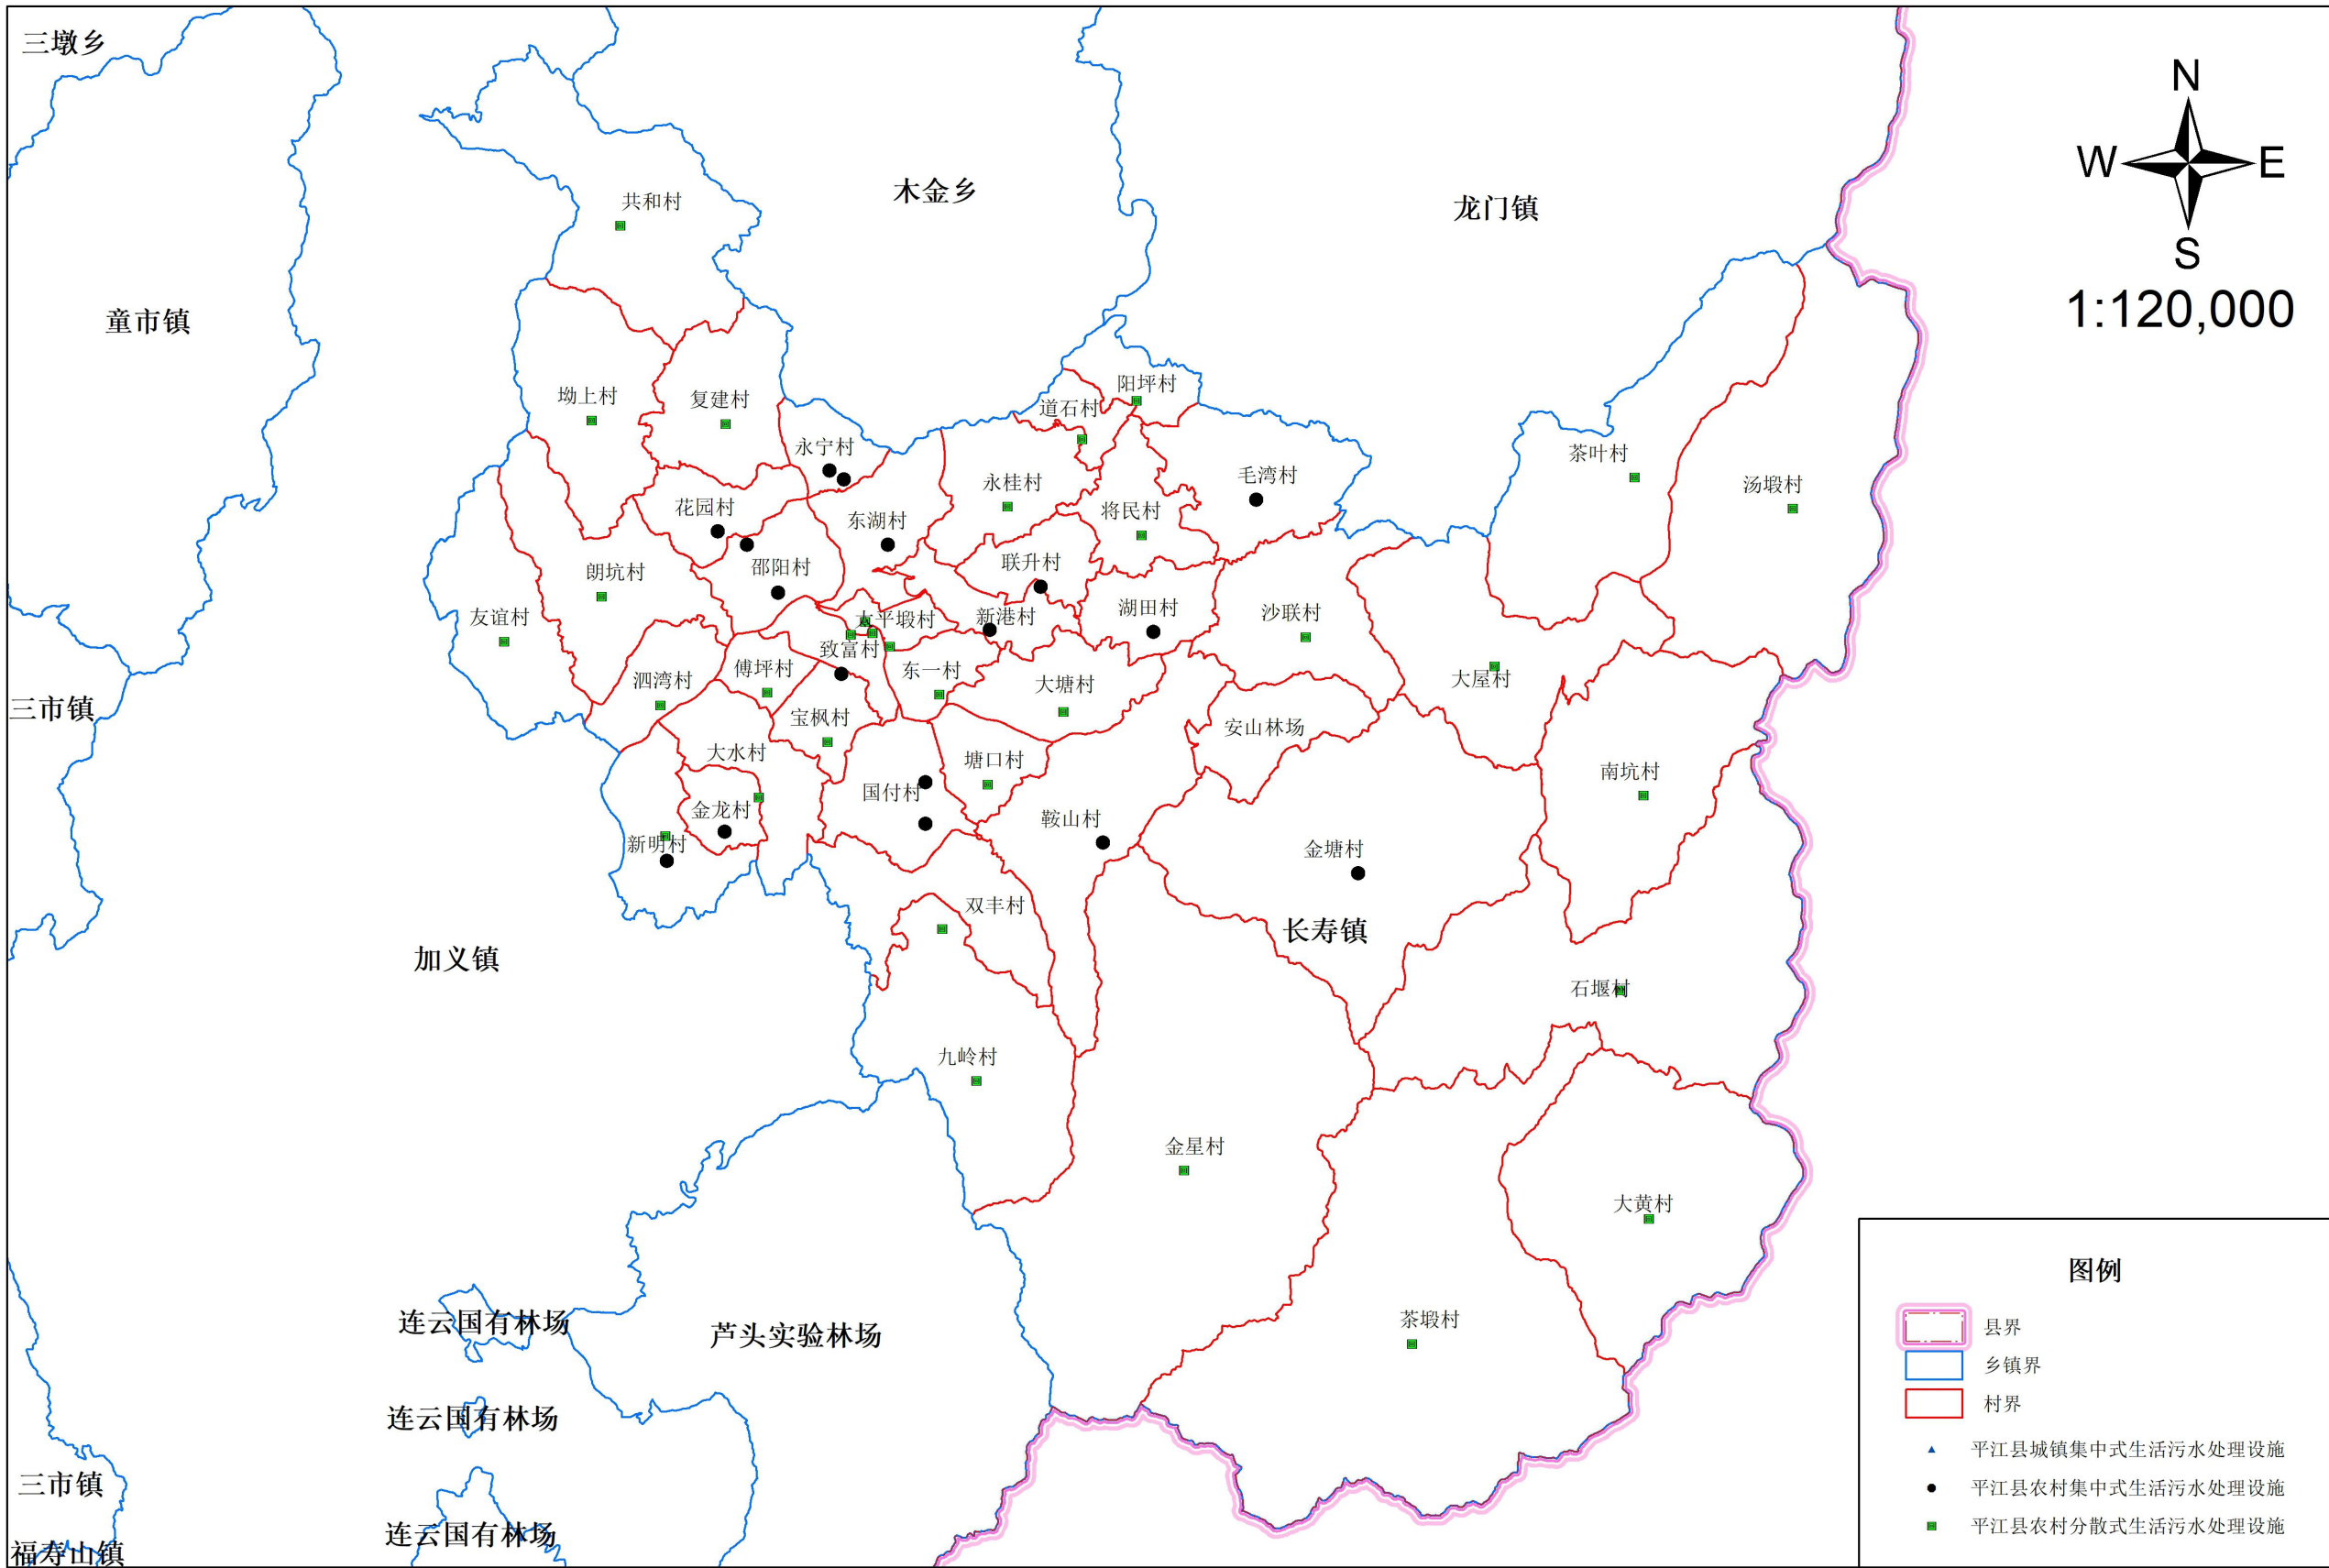 三墩乡
N
W
E
S
1:120,000
共和村
木金乡
龙门镇
童市镇
阳坪村
坳上村
复建村
道石村
永宁村
茶叶村
毛湾村
永桂村
汤塅村
花园村
将民村
东湖村
联升村
邵阳村
朗坑村
湖田村
沙联村
友谊村
太平塅村
新港村
致富村
傅坪村
东一村
泗湾村
大塘村
大屋村
三市镇
宝枫村
安山林场
大水村
塘口村
南坑村
国付村
金龙村
鞍山村
新明村
金塘村
双丰村
长寿镇
加义镇
石堰村
九岭村
金星村
大黄村
茶塅村
连云国有林场
芦头实验林场
连云国有林场
三市镇
连云国有林场
福寿山镇
图例
县界
乡镇界
村界
平江县城镇集中式生活污水处理设施
平江县农村集中式生活污水处理设施
平江县农村分散式生活污水处理设施